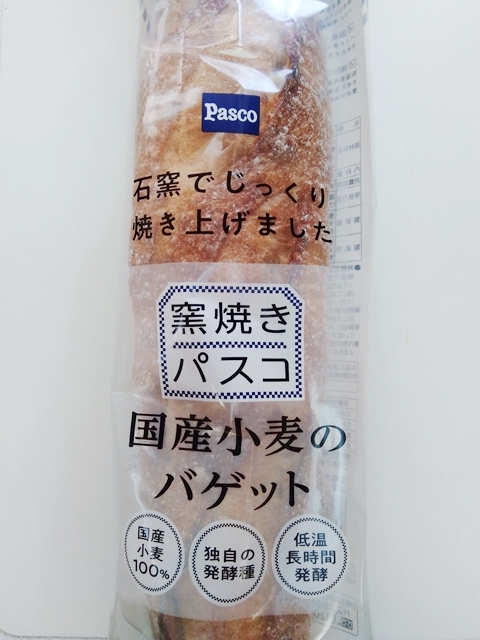 Pasco
石窯でじっくり
焼き上げました
窯焼き
パスコ
国産小麦の
バゲット
国産
小麦
100%
独自の
発酵種
低温
長時間
発酵